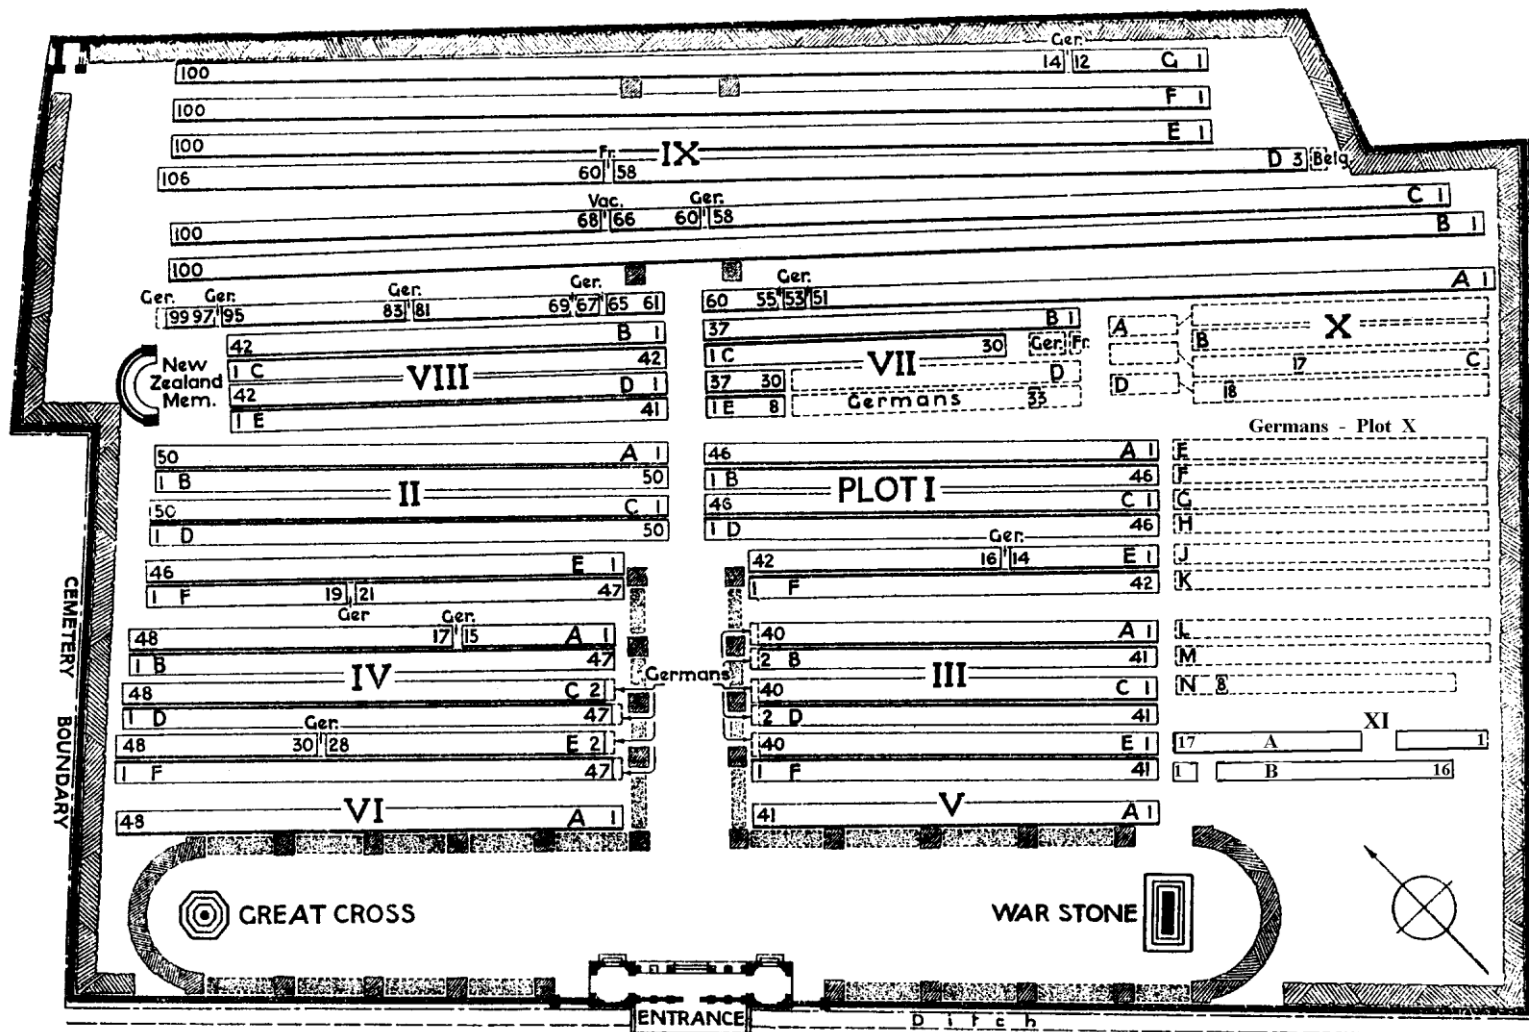 Ger.
100 14 12 G 1
100 F 1
100 E 1
IX
Fr.
106 60 58 D 3 Belg
Vac. Ger.
100 68 66 60 58 C 1
100 B 1
Ger. Ger. Ger. Ger. Ger.
99 97 95 83 81 69 67 65 61 60 55 53 51 A 1
42 B 1 37 B 1 A X
B
New
Zealand
Mem.
1 C 42 1 C 30 Ger. Fr. 17 C
VIII VII
42 D 1 37 30 D D 18
1 E 41 1 E 8 Germans 33
Germans - Plot X
50 A 1 46 A 1 E
1 B 50 1 B 46 F
II PLOT I
50 C 1 46 C 1 G
1 D 50 1 D 46 H
Ger.
46 E 1 42 16 14 E 1 J
1 F 19 21 47 1 F 42 K
Ger Ger.
48 17 15 A 1 40 A 1 L
1 B 47 2 B 41 M
IV Germans III
48 C 2 40 C 1 N 8
1 D 47 2 D 41
Ger. XI
48 30 28 E 2 40 E 1 17 A 1
1 F 47 1 F 41 1 B 16
VI V
48 A 1 41 A 1
CEMETERY BOUNDARY
GREAT CROSS
WAR STONE
ENTRANCE
Ditch